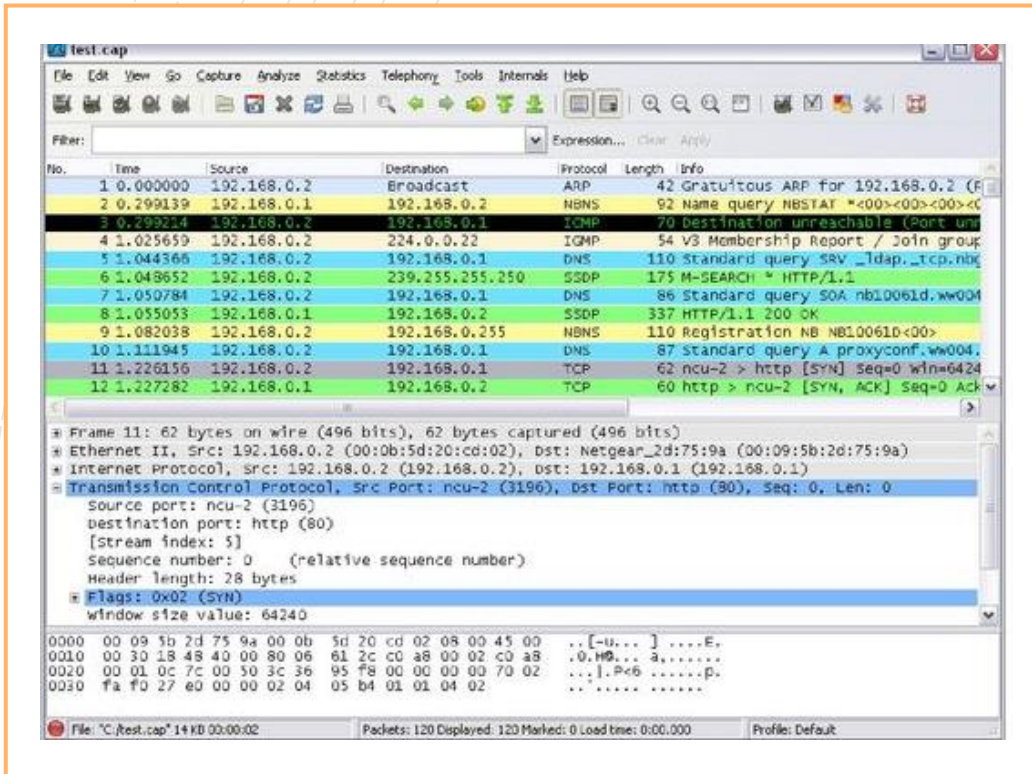 test.cap
File Edit View Go Capture Analyze Statistics Telephony Tools Internals Help
Filter: Expression... Clear Apply
No. Time Source Destination Protocol Length Info
1 0.000000 192.168.0.2 Broadcast ARP 42 Gratuitous ARP for 192.168.0.2 (F
2 0.299139 192.168.0.1 192.168.0.2 NBNS 92 Name query NBSTAT *<00><00><00><0
3 0.299214 192.168.0.2 192.168.0.1 ICMP 70 Destination unreachable (Port unr
4 1.025659 192.168.0.2 224.0.0.22 IGMP 54 V3 Membership Report / Join group
5 1.044366 192.168.0.2 192.168.0.1 DNS 110 Standard query SRV _ldap._tcp.nbg
6 1.048652 192.168.0.2 239.255.255.250 SSDP 175 M-SEARCH * HTTP/1.1
7 1.050784 192.168.0.2 192.168.0.1 DNS 86 Standard query SOA nb10061d.ww004
8 1.055053 192.168.0.1 192.168.0.2 SSDP 337 HTTP/1.1 200 OK
9 1.082038 192.168.0.2 192.168.0.255 NBNS 110 Registration NB NB10061D<00>
10 1.111945 192.168.0.2 192.168.0.1 DNS 87 Standard query A proxyconf.ww004.
11 1.226156 192.168.0.2 192.168.0.1 TCP 62 ncu-2 > http [SYN] Seq=0 Win=6424
12 1.227282 192.168.0.1 192.168.0.2 TCP 60 http > ncu-2 [SYN, ACK] Seq=0 Ack
Frame 11: 62 bytes on wire (496 bits), 62 bytes captured (496 bits)
Ethernet II, Src: 192.168.0.2 (00:0b:5d:20:cd:02), Dst: Netgear_2d:75:9a (00:09:5b:2d:75:9a)
Internet Protocol, Src: 192.168.0.2 (192.168.0.2), Dst: 192.168.0.1 (192.168.0.1)
Transmission Control Protocol, Src Port: ncu-2 (3196), Dst Port: http (80), Seq: 0, Len: 0
Source port: ncu-2 (3196)
Destination port: http (80)
[Stream index: 5]
Sequence number: 0 (relative sequence number)
Header length: 28 bytes
Flags: 0x02 (SYN)
Window size value: 64240
0000 00 09 5b 2d 75 9a 00 0b 5d 20 cd 02 08 00 45 00 ..[-u... ] ....E.
0010 00 30 18 48 40 00 80 06 61 2c c0 a8 00 02 c0 a8 .0.H@... a,......
0020 00 01 0c 7c 00 50 3c 36 95 f8 00 00 00 00 70 02 ...|.P<6 ......p.
0030 fa f0 27 e0 00 00 02 04 05 b4 01 01 04 02 ..'..... ......
File: "C:/test.cap" 14 KB 00:00:02 Packets: 120 Displayed: 120 Marked: 0 Load time: 0:00.000 Profile: Default